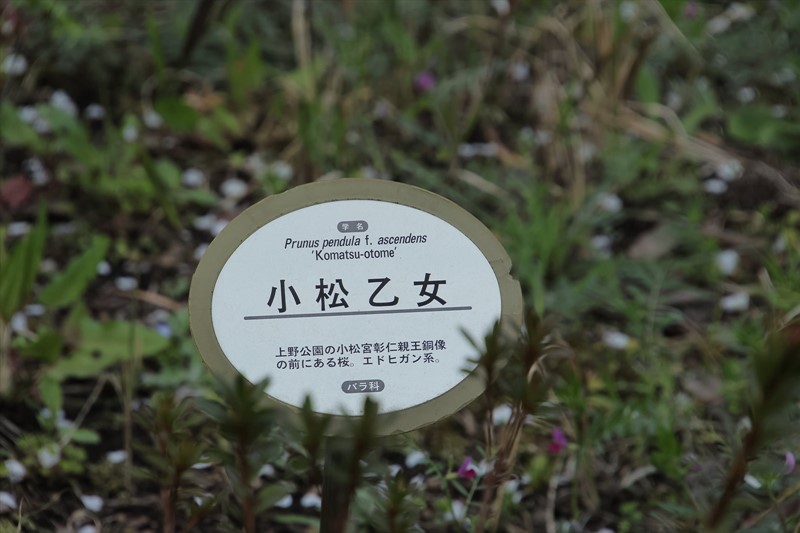 学名
Prunus pendula f. ascendens
'Komatsu-otome'
小松乙女
上野公園の小松宮彰仁親王銅像
の前にある桜。エドヒガン系。
バラ科